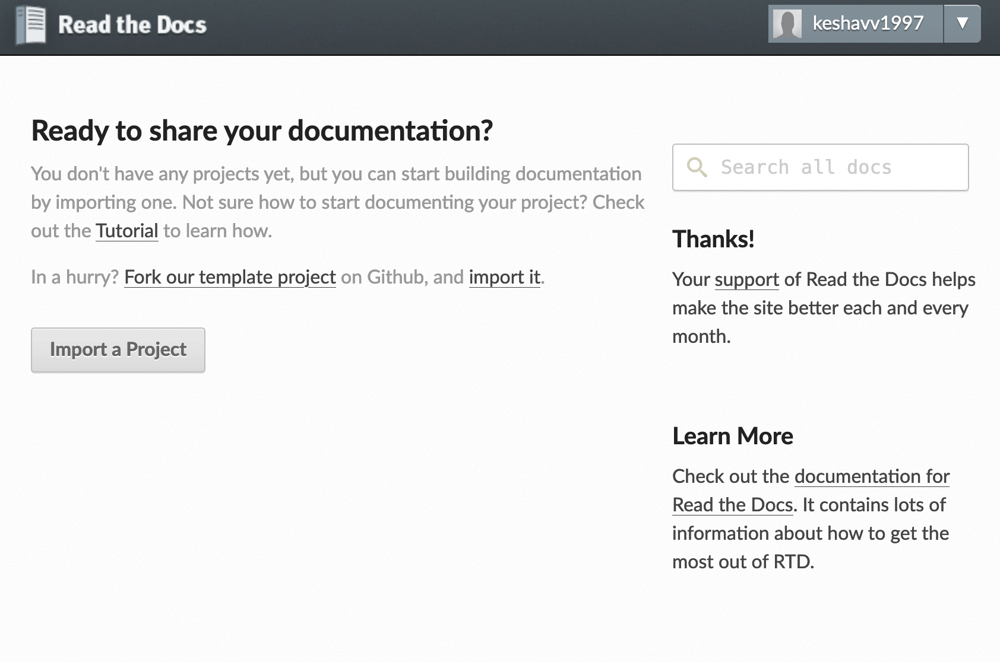 Read the Docs
keshavv1997
Ready to share your documentation?
You don't have any projects yet, but you can start building documentation
by importing one. Not sure how to start documenting your project? Check
out the Tutorial to learn how.
In a hurry? Fork our template project on Github, and import it.
Import a Project
Search all docs
Thanks!
Your support of Read the Docs helps
make the site better each and every
month.
Learn More
Check out the documentation for
Read the Docs. It contains lots of
information about how to get the
most out of RTD.